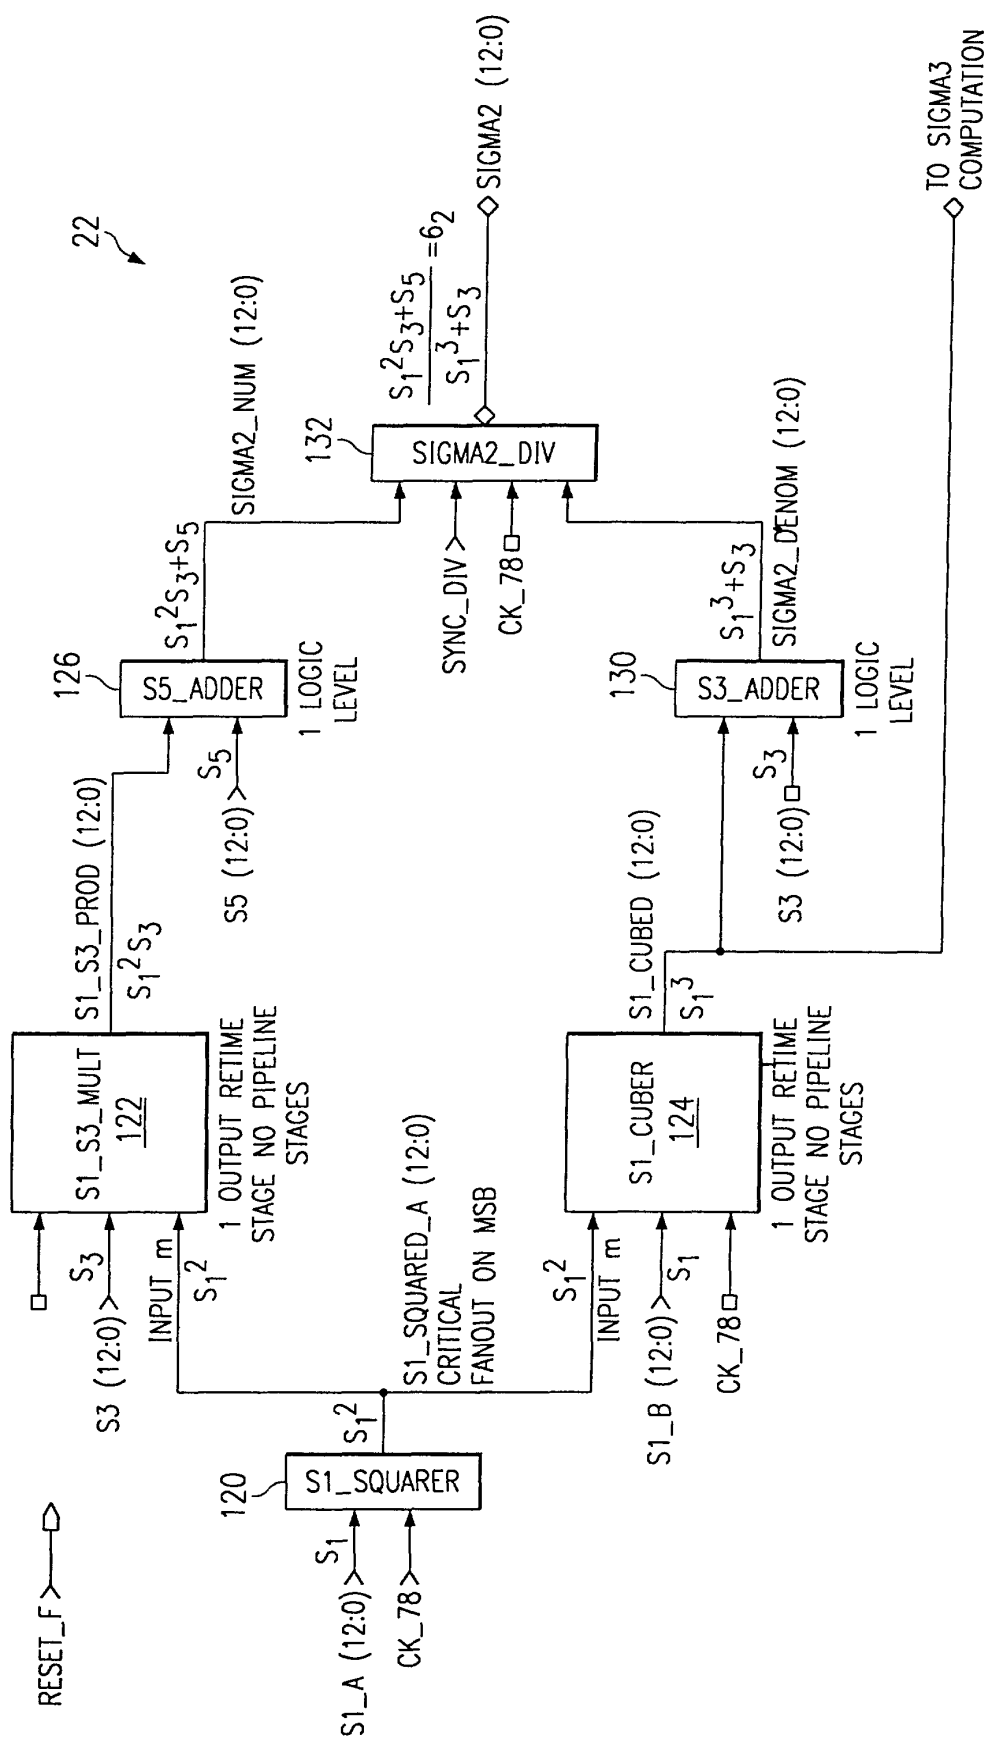 22
RESET_F
S1_A (12:0)
S₁
CK_78
120
S1_SQUARER
S₁²
S1_SQUARED_A (12:0)
CRITICAL
FANOUT ON MSB
S3 (12:0)
S₃
INPUT m
S₁²
S1_S3_MULT
122
1 OUTPUT RETIME
STAGE NO PIPELINE
STAGES
S1_S3_PROD (12:0)
S₁²S₃
S5 (12:0)
S₅
126
S5_ADDER
1 LOGIC
LEVEL
S₁²S₃+S₅
SIGMA2_NUM (12:0)
S₁²
INPUT m
S1_B (12:0)
S₁
CK_78
S1_CUBER
124
1 OUTPUT RETIME
STAGE NO PIPELINE
STAGES
S1_CUBED (12:0)
S₁³
S3 (12:0)
S₃
130
S3_ADDER
1 LOGIC
LEVEL
S₁³+S₃
SIGMA2_DENOM (12:0)
SYNC_DIV
CK_78
132
SIGMA2_DIV
S₁²S₃+S₅
S₁³+S₃
=6₂
SIGMA2 (12:0)
TO SIGMA3
COMPUTATION